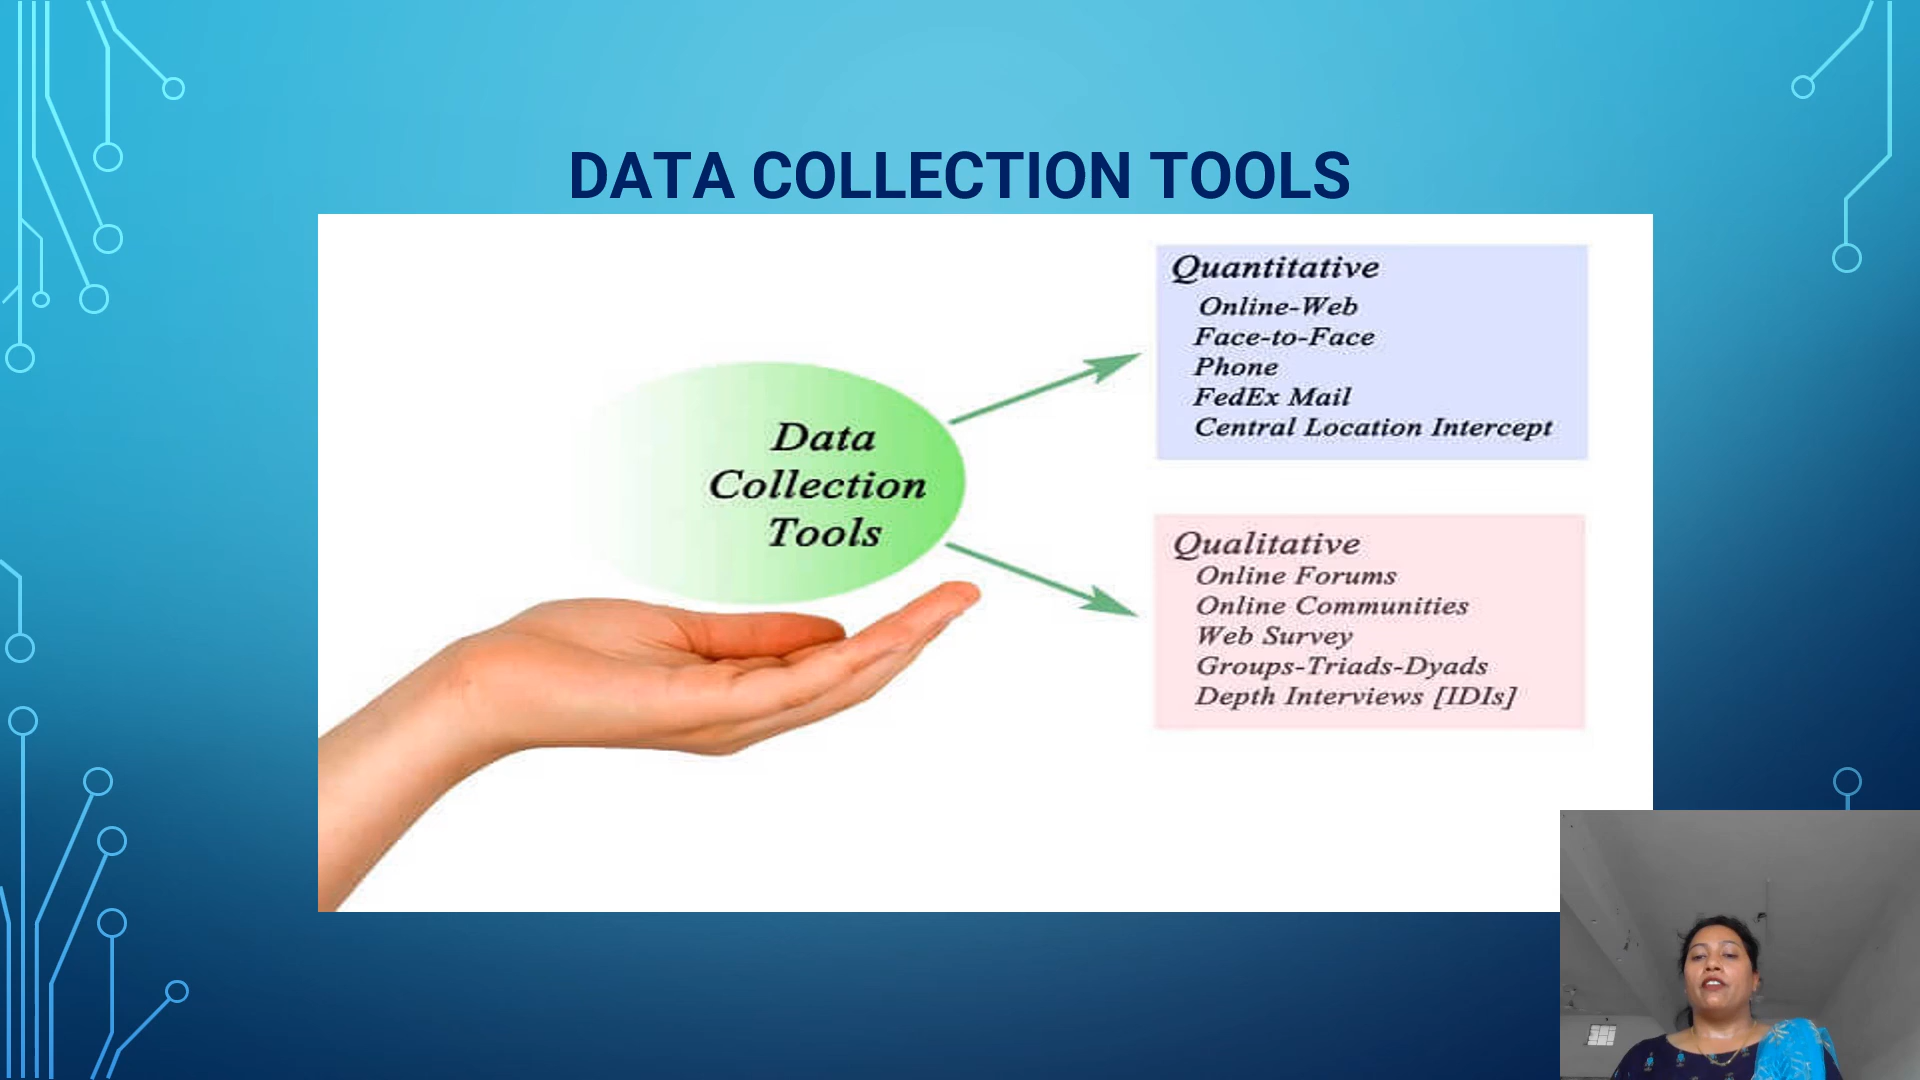 DATA COLLECTION TOOLS
Data
Collection
Tools
Quantitative
Online-Web
Face-to-Face
Phone
FedEx Mail
Central Location Intercept
Qualitative
Online Forums
Online Communities
Web Survey
Groups-Triads-Dyads
Depth Interviews [IDIs]